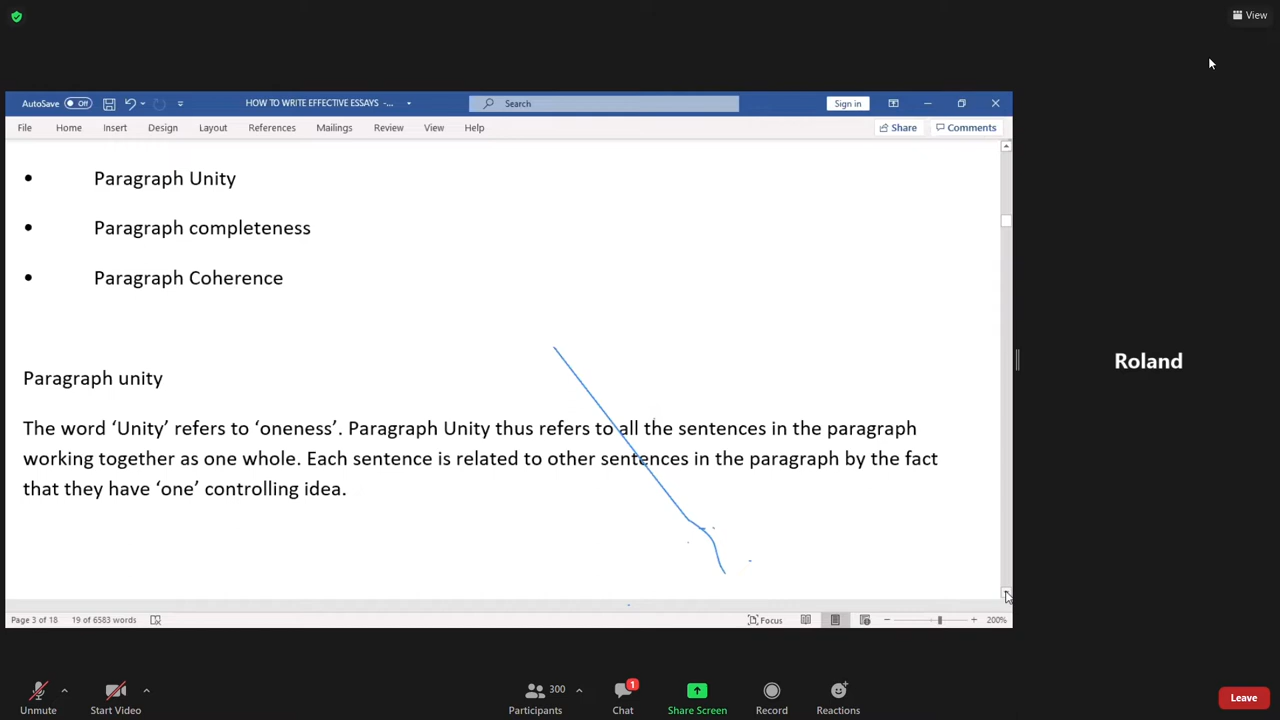 View
AutoSave Off HOW TO WRITE EFFECTIVE ESSAYS -... Search Sign in
File Home Insert Design Layout References Mailings Review View Help Share Comments
• Paragraph Unity
• Paragraph completeness
• Paragraph Coherence
Paragraph unity
The word ‘Unity’ refers to ‘oneness’. Paragraph Unity thus refers to all the sentences in the paragraph
working together as one whole. Each sentence is related to other sentences in the paragraph by the fact
that they have ‘one’ controlling idea.
Roland
Page 3 of 18 19 of 6583 words Focus 200%
300 1
Unmute Start Video Participants Chat Share Screen Record Reactions Leave